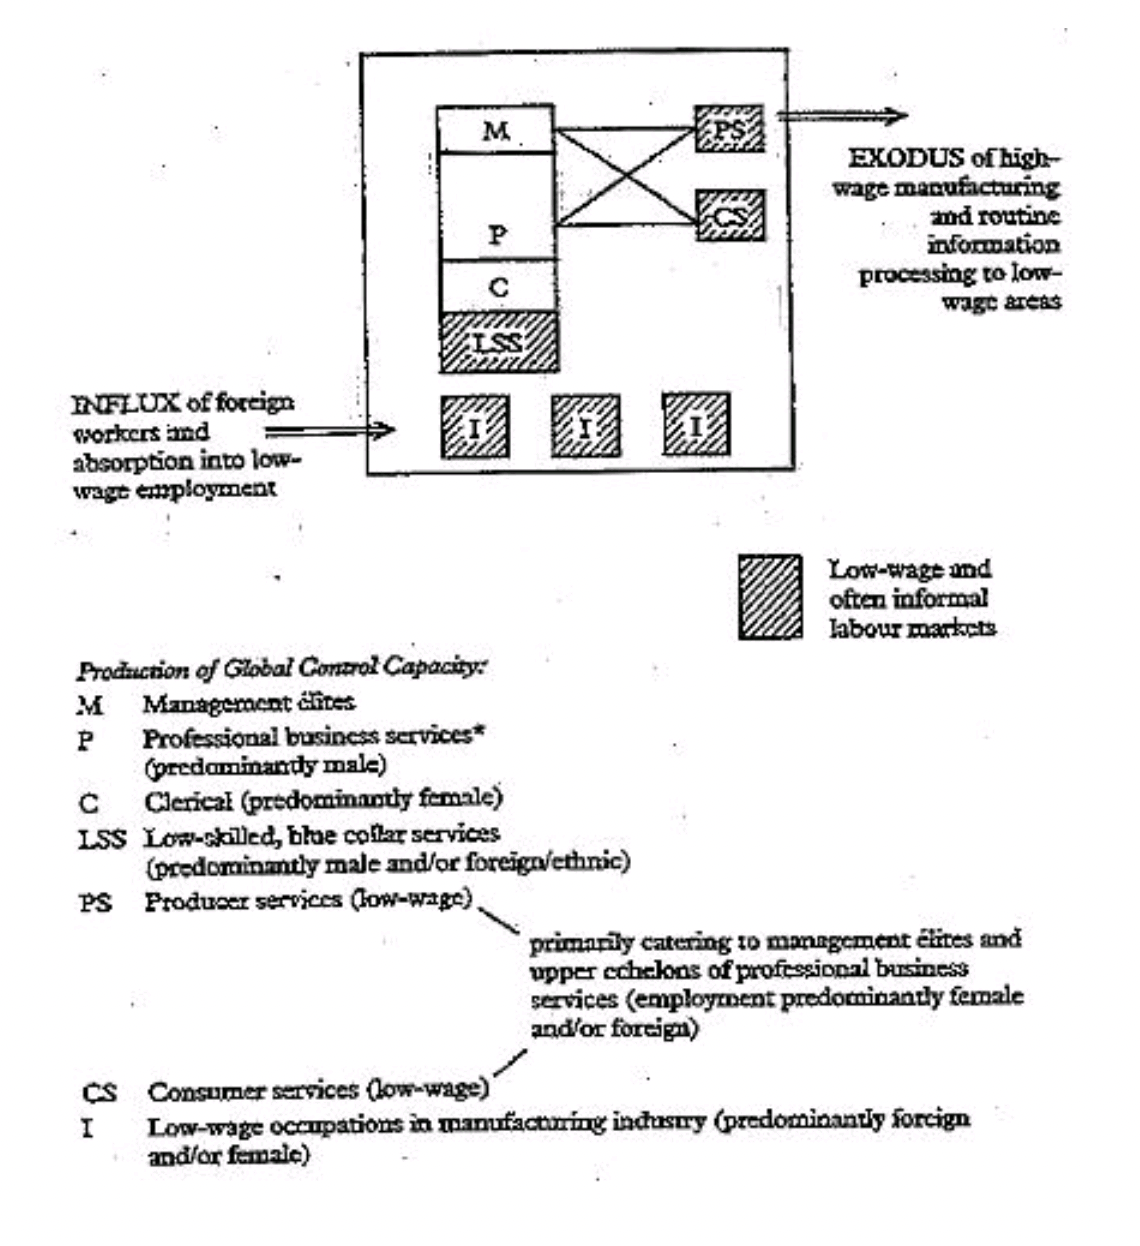 M
PS
P
CS
C
LSS
I
I
I
EXODUS of high-
wage manufacturing
and routine
information
processing to low-
wage areas
INFLUX of foreign
workers and
absorption into low-
wage employment
Low-wage and
often informal
labour markets
Production of Global Control Capacity:
M Management élites
P Professional business services*
(predominantly male)
C Clerical (predominantly female)
LSS Low-skilled, blue collar services
(predominantly male and/or foreign/ethnic)
PS Producer services (low-wage)
primarily catering to management élites and
upper echelons of professional business
services (employment predominantly female
and/or foreign)
CS Consumer services (low-wage)
I Low-wage occupations in manufacturing industry (predominantly foreign
and/or female)